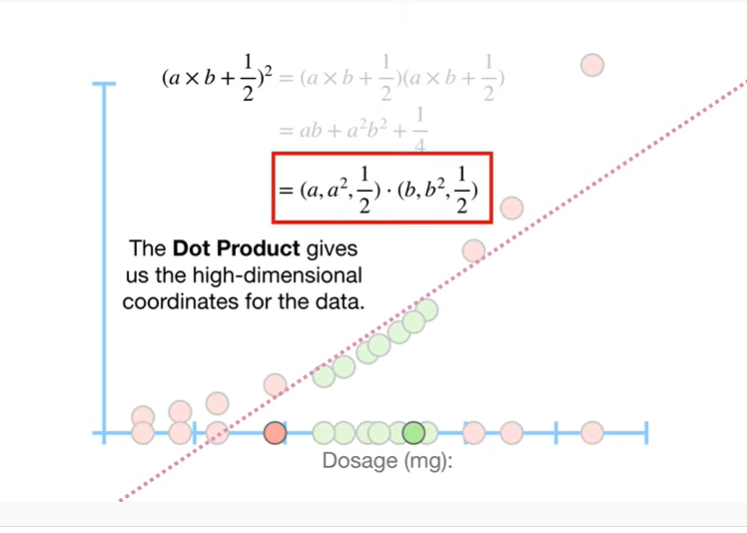 (a × b + 1/2)² = (a × b + 1/2)(a × b + 1/2)
= ab + a²b² + 1/4
= (a, a², 1/2) · (b, b², 1/2)
The Dot Product gives
us the high-dimensional
coordinates for the data.
Dosage (mg):